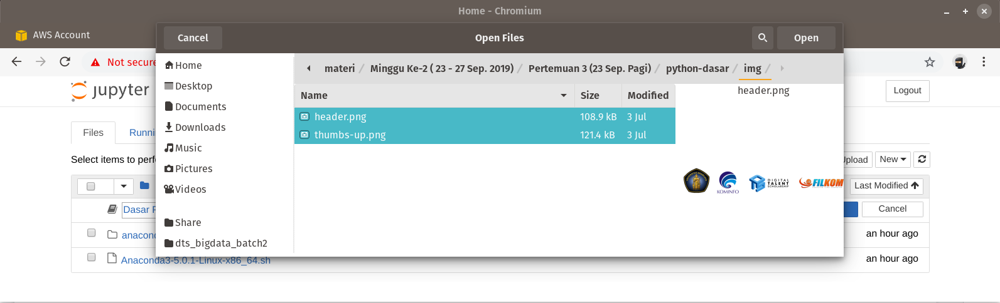 Home - Chromium
AWS Account
Cancel
Open Files
Open
Not secure
materi / Minggu Ke-2 ( 23 - 27 Sep. 2019) / Pertemuan 3 (23 Sep. Pagi) / python-dasar / img /
jupyter
Logout
Home
Desktop
Documents
Downloads
Music
Pictures
Videos
Share
dts_bigdata_batch2
Name Size Modified
header.png 108.9 kB 3 Jul
thumbs-up.png 121.4 kB 3 Jul
header.png
KOMINFO
DIGITAL
TALENT
SCHOLARSHIP
FILKOM
Files
Select items to
New
Last Modified
Dasar
Cancel
an hour ago
Anaconda3-5.0.1-Linux-x86_64.sh
an hour ago